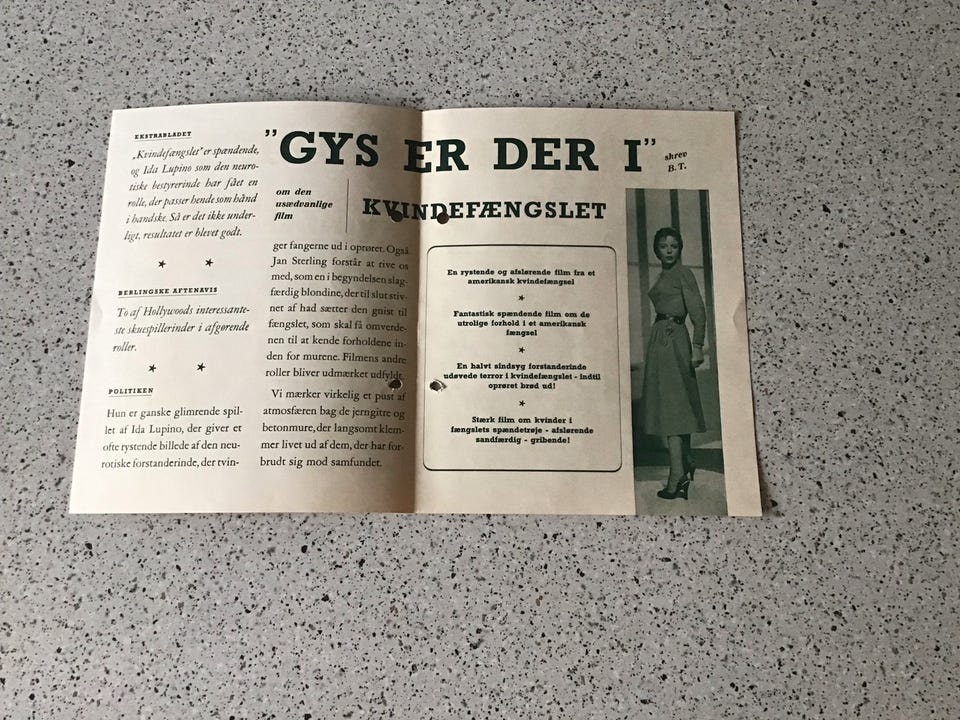 "GYS ER DER I"
skrev
B. T.
om den
usædvanlige
film
KVINDEFÆNGSLET
EKSTRABLADET
„Kvindefængslet" er spændende,
og Ida Lupino som den neuro-
tiske bestyrerinde har fået en
rolle, der passer hende som hånd
i handske. Så er det ikke under-
ligt, resultatet er blevet godt.
BERLINGSKE AFTENAVIS
To af Hollywoods interessante-
ste skuespillerinder i afgørende
roller.
POLITIKEN
Hun er ganske glimrende spil-
let af Ida Lupino, der giver et
ofte rystende billede af den neu-
rotiske forstanderinde, der tvin-
ger fangerne ud i oprøret. Også
Jan Sterling forstår at rive os
med, som en i begyndelsen slag-
færdig blondine, der til slut stiv-
net af had sætter den gnist til
fængslet, som skal få omverde-
nen til at kende forholdene in-
den for murene. Filmens andre
roller bliver udmærket udfyldt.
Vi mærker virkelig et pust af
atmosfæren bag de jerngitre og
betonmure, der langsomt klem-
mer livet ud af dem, der har for-
brudt sig mod samfundet.
En rystende og afslørende film fra et
amerikansk kvindefængsel
Fantastisk spændende film om de
utrolige forhold i et amerikansk
fængsel
En halvt sindsyg forstanderinde
udøvede terror i kvindefængslet - indtil
oprøret brød ud!
Stærk film om kvinder i
fængslets spændetrøje - afslørende
sandfærdig - gribende!